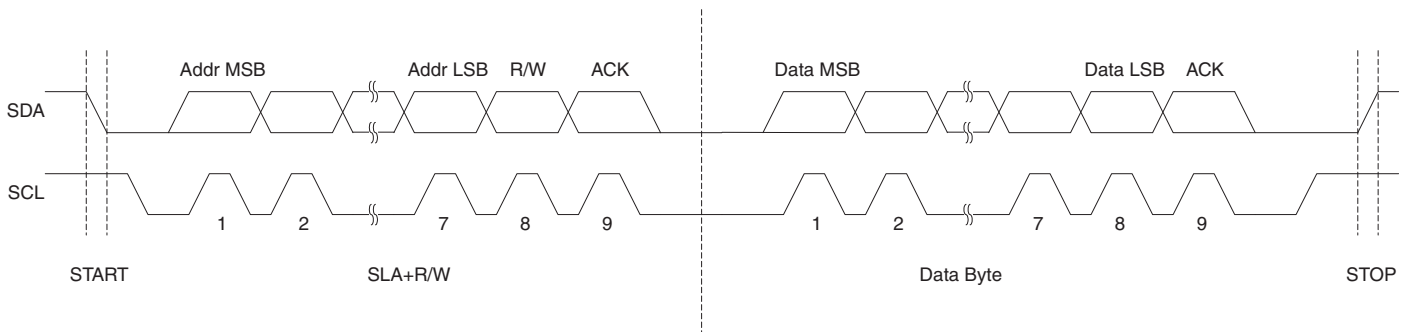 Addr MSB Addr LSB R/W ACK Data MSB Data LSB ACK
SDA
SCL
1 2 7 8 9 1 2 7 8 9
START SLA+R/W Data Byte STOP